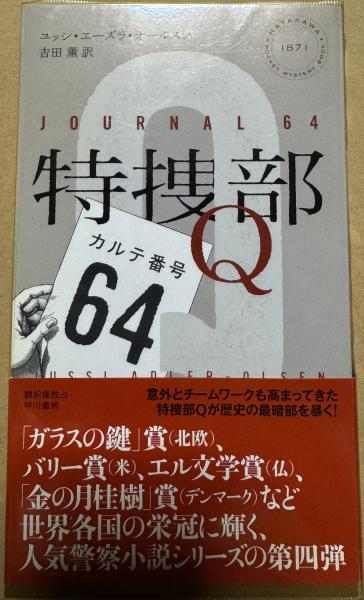 ユッシ・エーズラ・オールスン
吉田 薫 訳
HAYAKAWA
1871
POCKET MYSTERY BOOK
JOURNAL 64
特捜部
Q
カルテ番号
64
JUSSI ADLER-OLSEN
翻訳権独占
早川書房
意外とチームワークも高まってきた
特捜部Qが歴史の最暗部を暴く!
「ガラスの鍵」賞(北欧)、
バリー賞(米)、エル文学賞(仏)、
「金の月桂樹」賞(デンマーク)など
世界各国の栄冠に輝く、
人気警察小説シリーズの第四弾